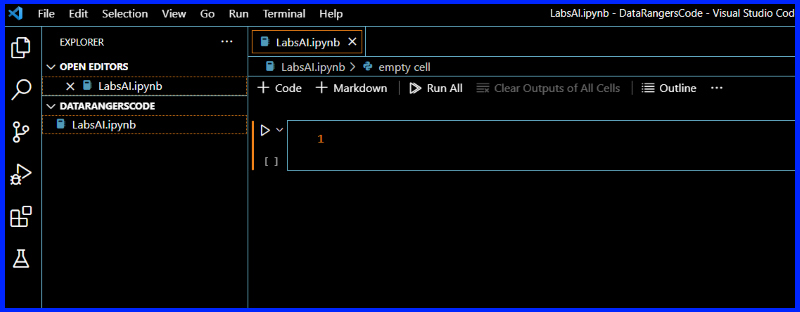 File Edit Selection View Go Run Terminal Help LabsAI.ipynb - DataRangersCode - Visual Studio Cod
EXPLORER ...
LabsAI.ipynb
OPEN EDITORS
LabsAI.ipynb > empty cell
LabsAI.ipynb
+ Code + Markdown Run All Clear Outputs of All Cells Outline ...
DATARANGERSCODE
LabsAI.ipynb
1
[ ]